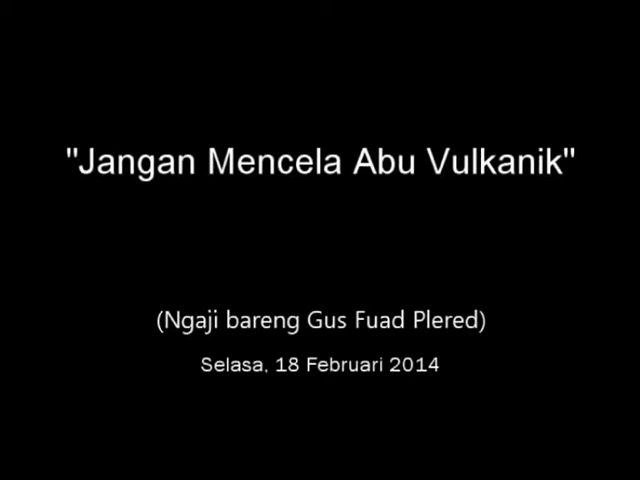 "Jangan Mencela Abu Vulkanik"
(Ngaji bareng Gus Fuad Plered)
Selasa, 18 Februari 2014